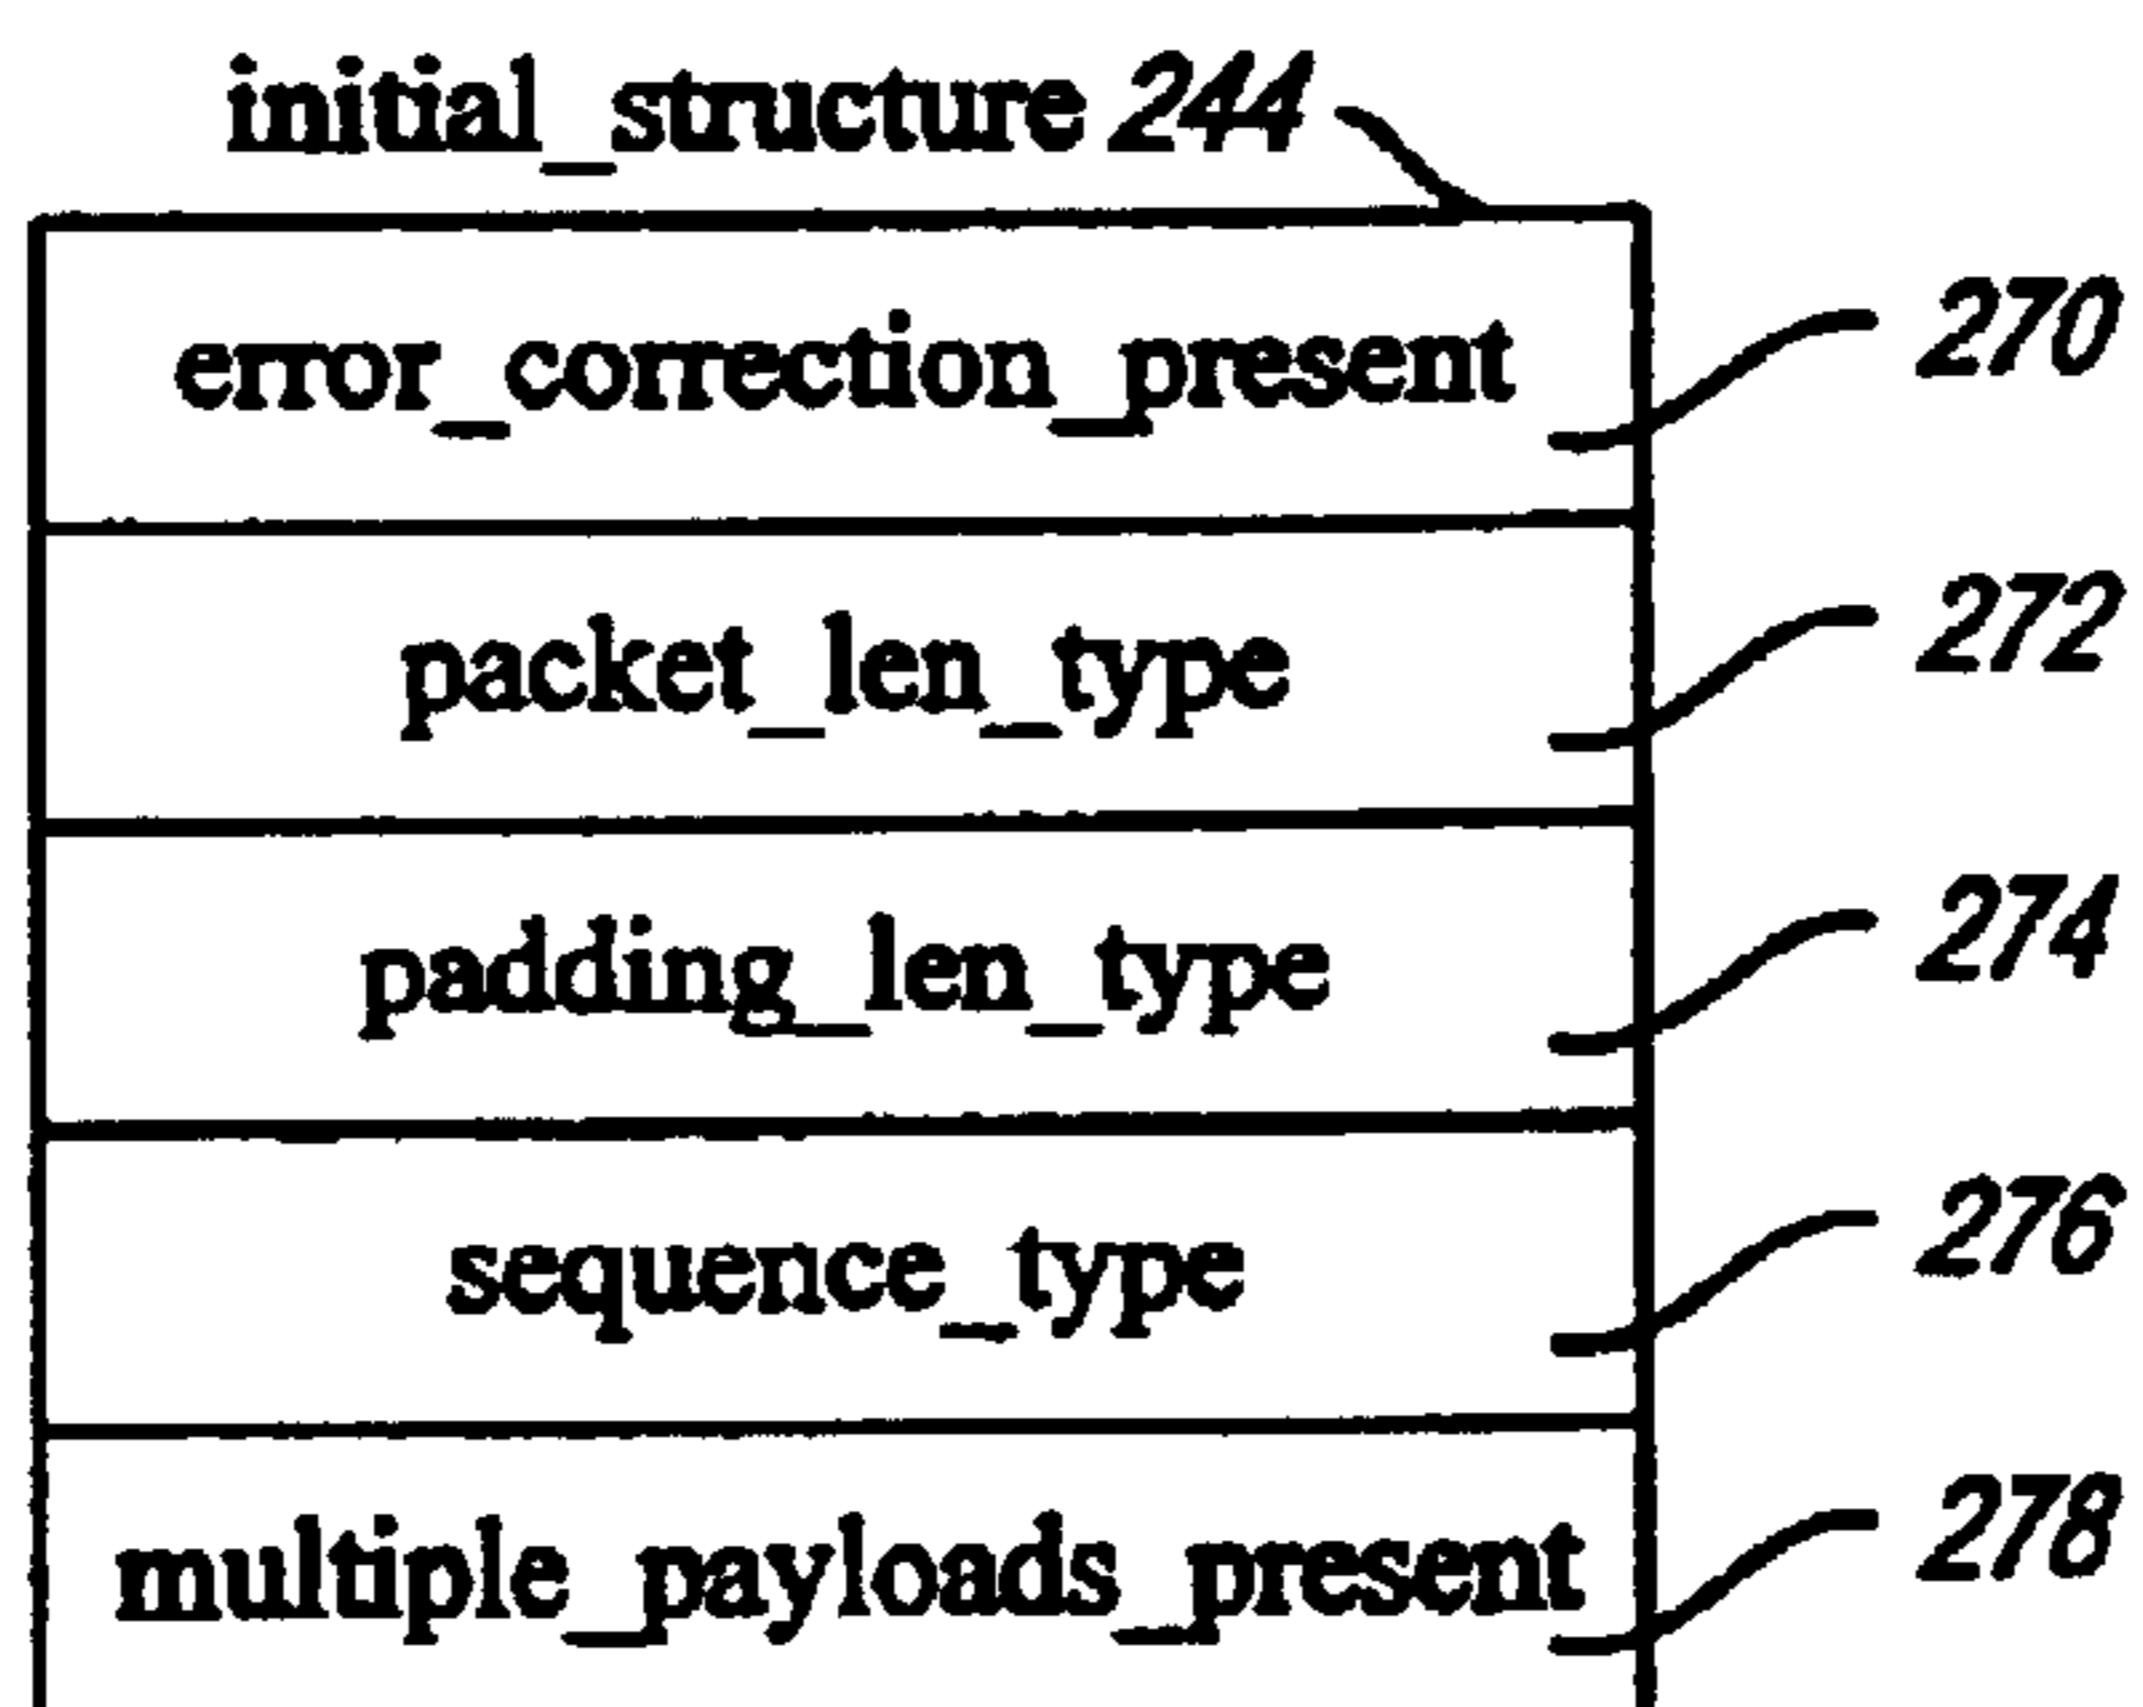 initial_structure 244
error_correction_present 270
packet_len_type 272
padding_len_type 274
sequence_type 276
multiple_payloads_present 278